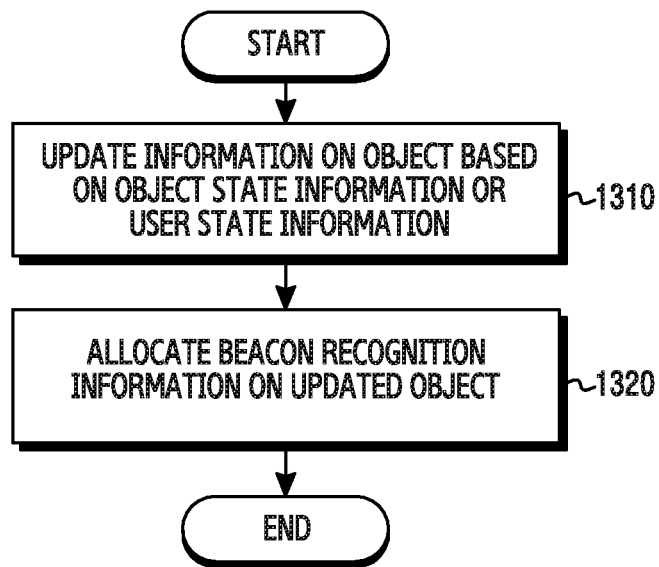 START
UPDATE INFORMATION ON OBJECT BASED
ON OBJECT STATE INFORMATION OR
USER STATE INFORMATION
1310
ALLOCATE BEACON RECOGNITION
INFORMATION ON UPDATED OBJECT
1320
END